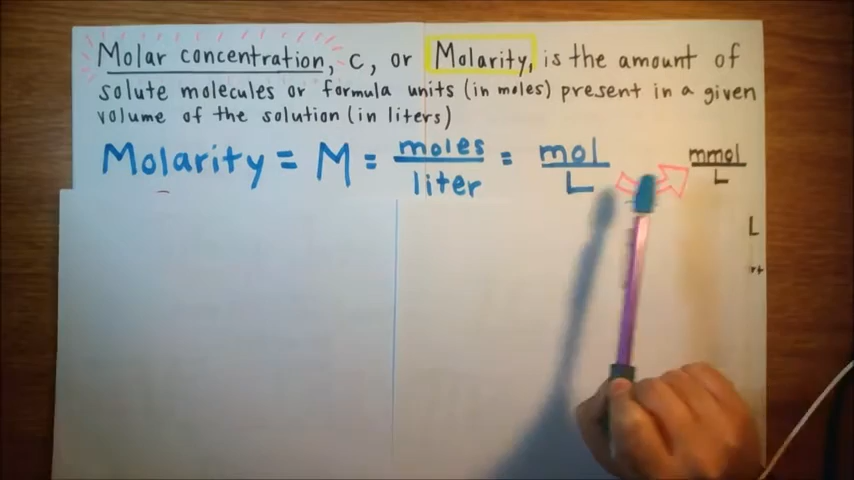 Molar concentration, c, or Molarity, is the amount of
solute molecules or formula units (in moles) present in a given
volume of the solution (in liters)
Molarity = M = moles/liter = mol/L mmol/L
L